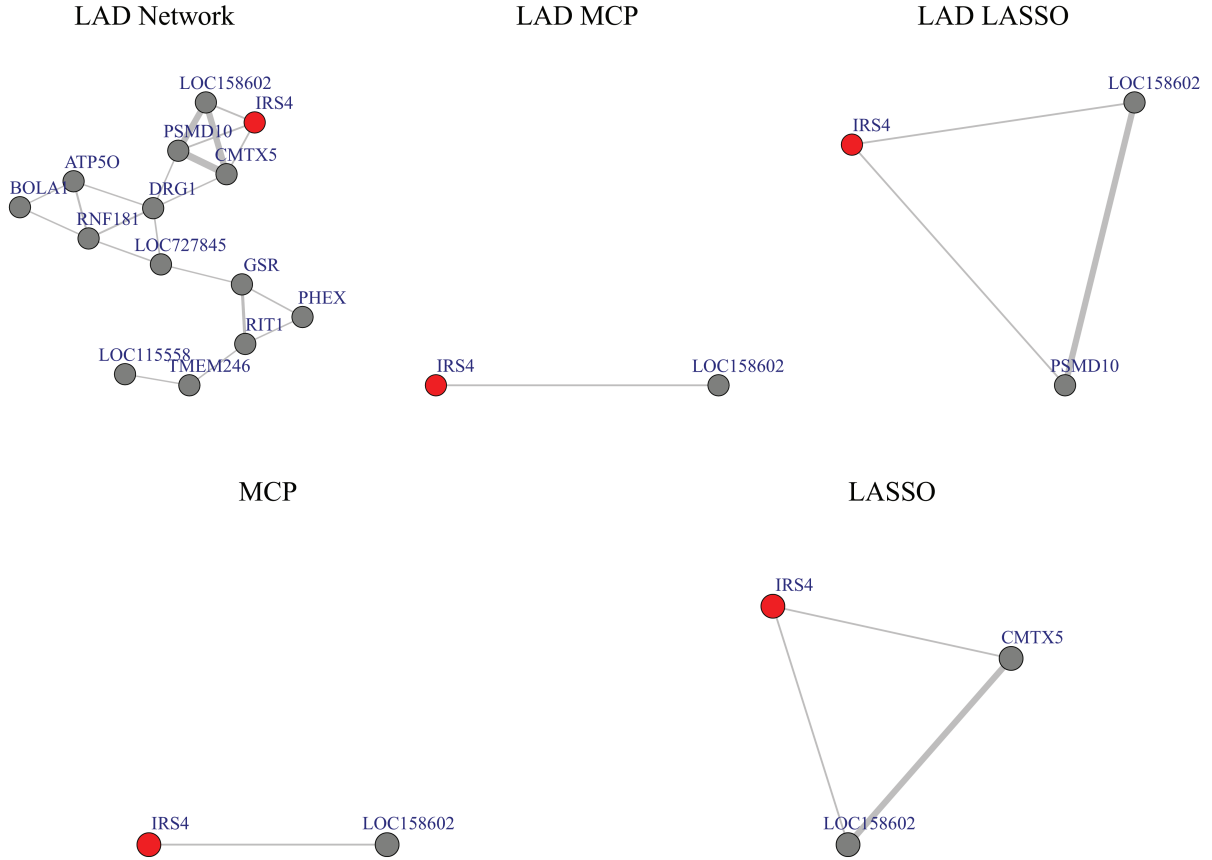 LAD Network
LAD MCP
LAD LASSO
LOC158602
IRS4
PSMD10
CMTX5
ATP5O
BOLA1
DRG1
RNF181
LOC727845
GSR
PHEX
RIT1
LOC115558
TMEM246
IRS4
LOC158602
LOC158602
IRS4
PSMD10
MCP
LASSO
IRS4
LOC158602
IRS4
CMTX5
LOC158602